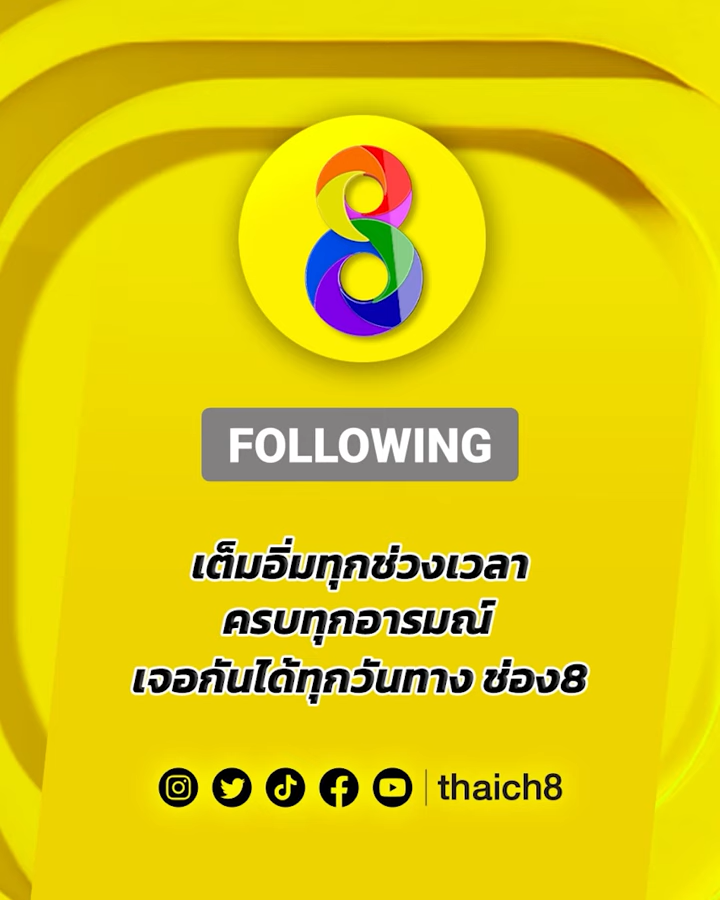 8
FOLLOWING
เต็มอิ่มทุกช่วงเวลา
ครบทุกอารมณ์
เจอกันได้ทุกวันทาง ช่อง8
thaich8